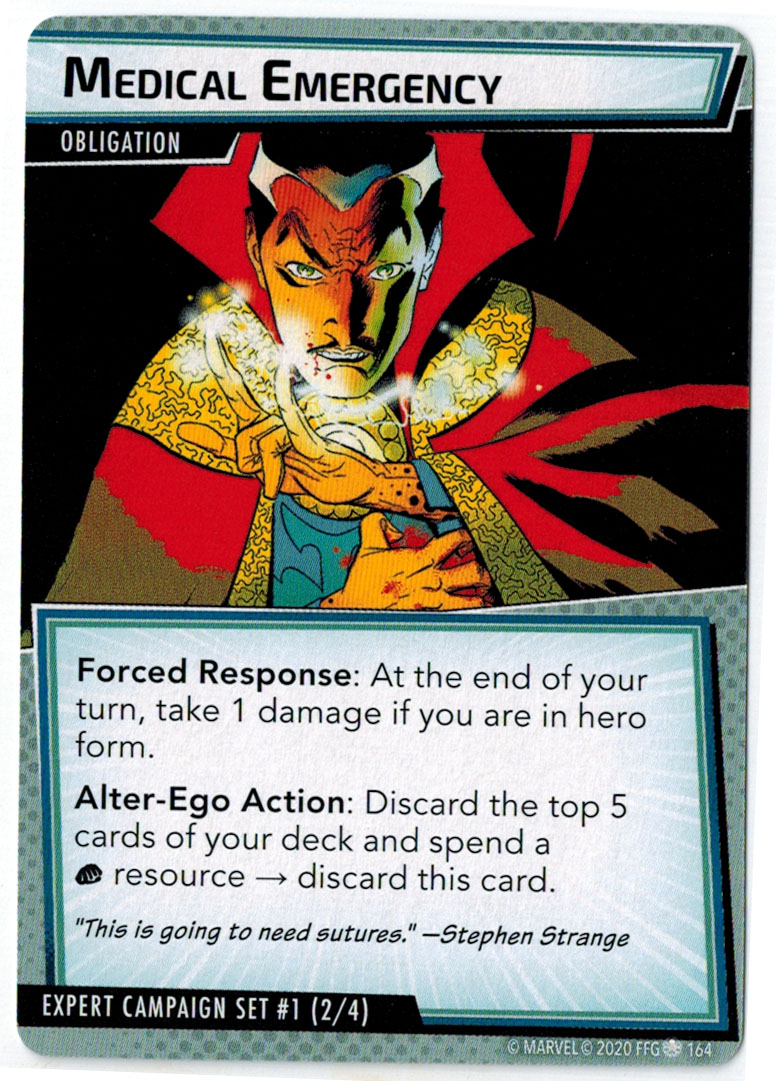 MEDICAL EMERGENCY
OBLIGATION
Forced Response: At the end of your
turn, take 1 damage if you are in hero
form.
Alter-Ego Action: Discard the top 5
cards of your deck and spend a
resource → discard this card.
"This is going to need sutures." —Stephen Strange
EXPERT CAMPAIGN SET #1 (2/4)
© MARVEL © 2020 FFG 164